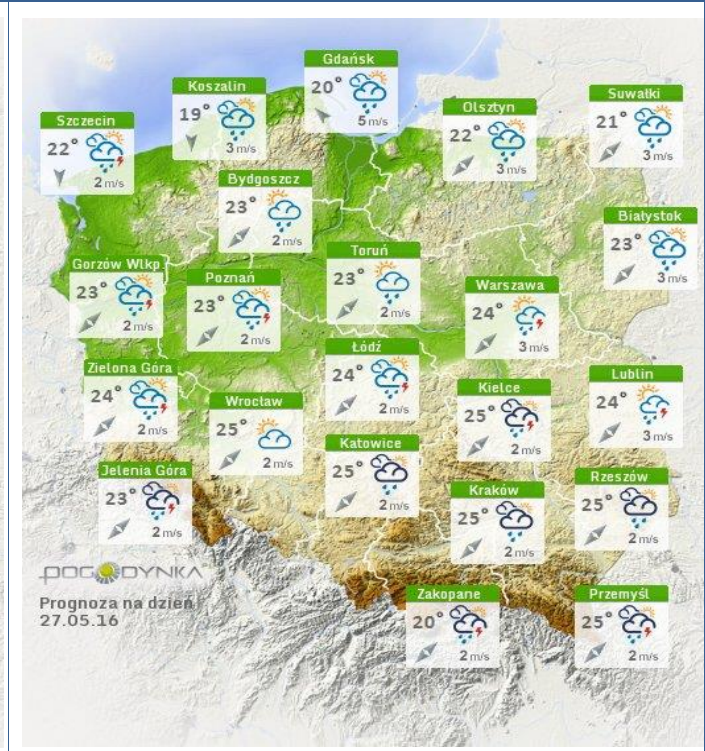 Gdańsk
20°
5 m/s
Koszalin
19°
3 m/s
Suwałki
21°
3 m/s
Olsztyn
22°
3 m/s
Szczecin
22°
2 m/s
Bydgoszcz
23°
2 m/s
Białystok
23°
3 m/s
Toruń
23°
2 m/s
Gorzów Wlkp
23°
2 m/s
Poznań
23°
2 m/s
Warszawa
24°
3 m/s
Łódź
24°
2 m/s
Zielona Góra
24°
2 m/s
Lublin
24°
3 m/s
Kielce
25°
2 m/s
Wrocław
25°
2 m/s
Katowice
25°
2 m/s
Jelenia Góra
23°
2 m/s
Rzeszów
25°
2 m/s
Kraków
25°
2 m/s
POGODYNKA
Prognoza na dzień
27.05.16
Zakopane
20°
2 m/s
Przemyśl
25°
2 m/s